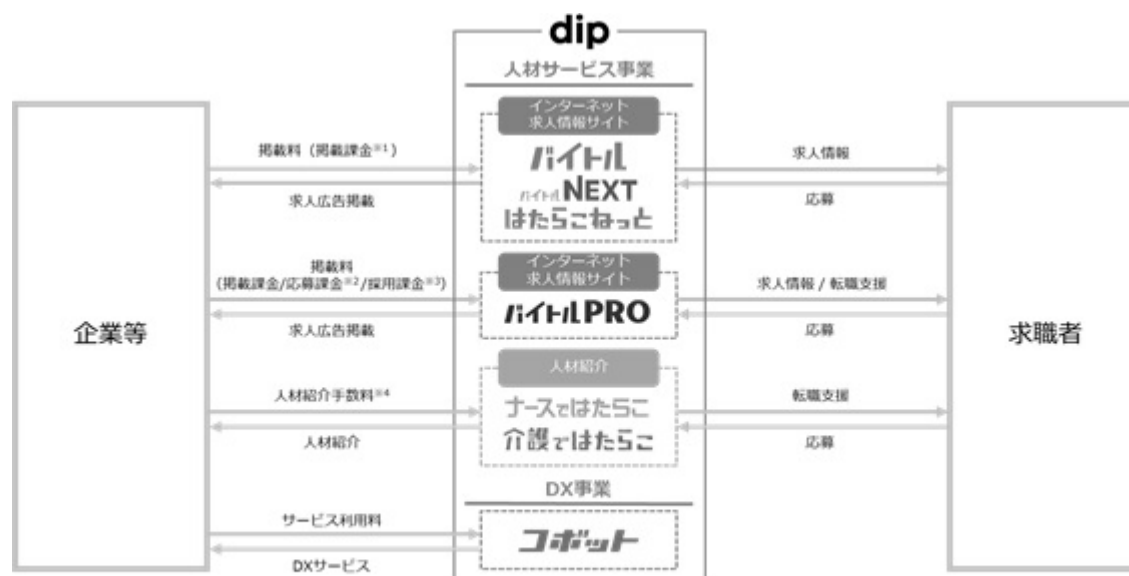 dip
人材サービス事業
企業等
掲載料（掲載課金※1）
求人広告掲載
インターネット
求人情報サイト
バイトル
バイトルNEXT
はたらこねっと
求人情報
応募
掲載料
(掲載課金/応募課金※2/採用課金※3)
求人広告掲載
インターネット
求人情報サイト
バイトルPRO
求人情報 / 転職支援
応募
人材紹介手数料※4
人材紹介
人材紹介
ナースではたらこ
介護ではたらこ
転職支援
応募
DX事業
サービス利用料
DXサービス
コボット
求職者